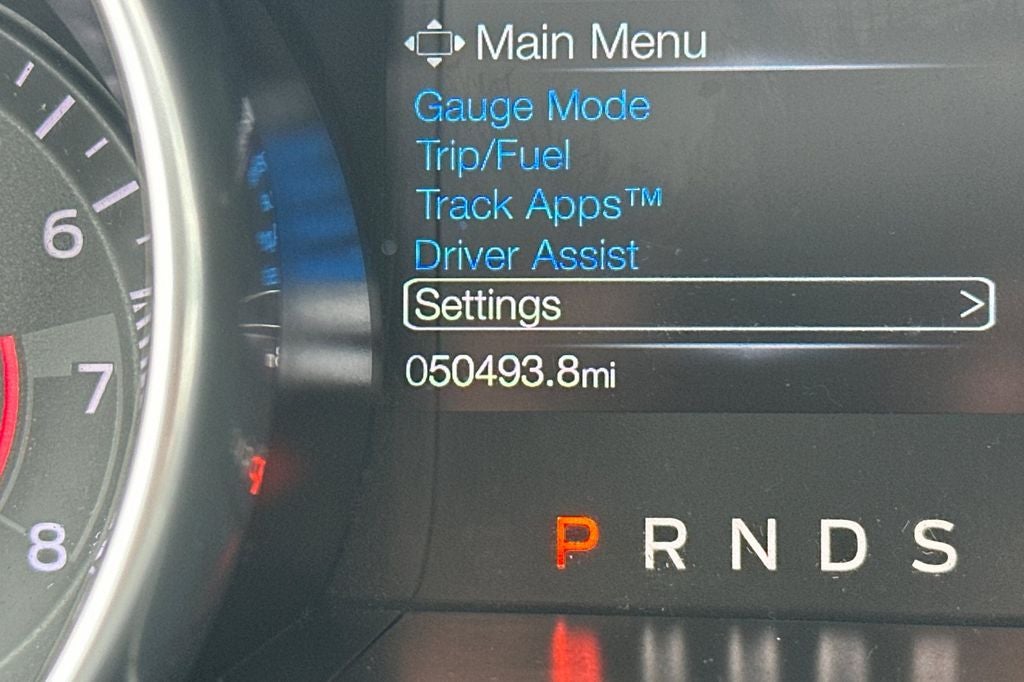 Main Menu
Gauge Mode
Trip/Fuel
Track Apps™
Driver Assist
Settings >
050493.8mi
6
7
8
P R N D S